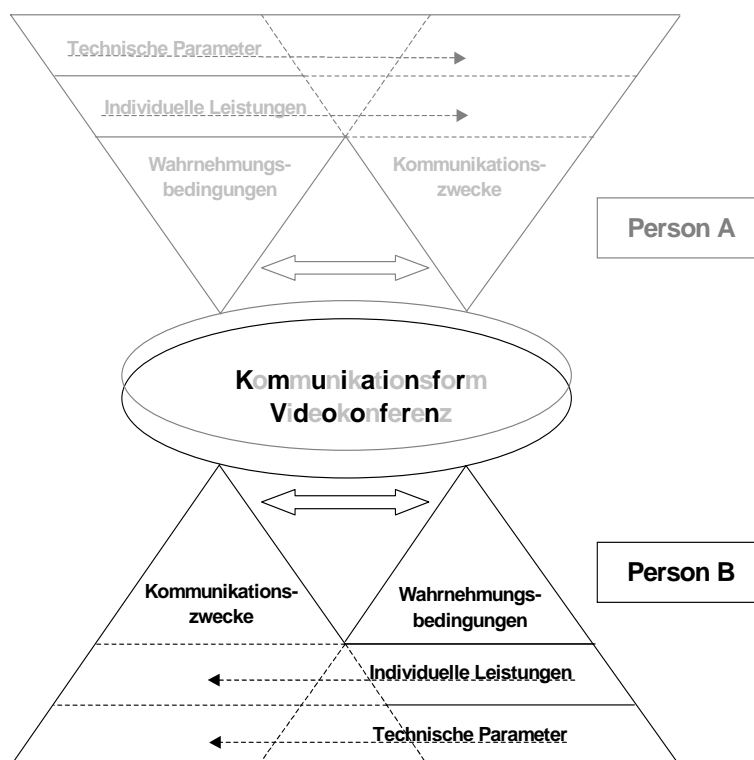 Technische Parameter
Individuelle Leistungen
Wahrnehmungs-
bedingungen
Kommunikations-
zwecke
Person A
Kommunikationsform
Videokonferenz
Person B
Kommunikations-
zwecke
Wahrnehmungs-
bedingungen
Individuelle Leistungen
Technische Parameter